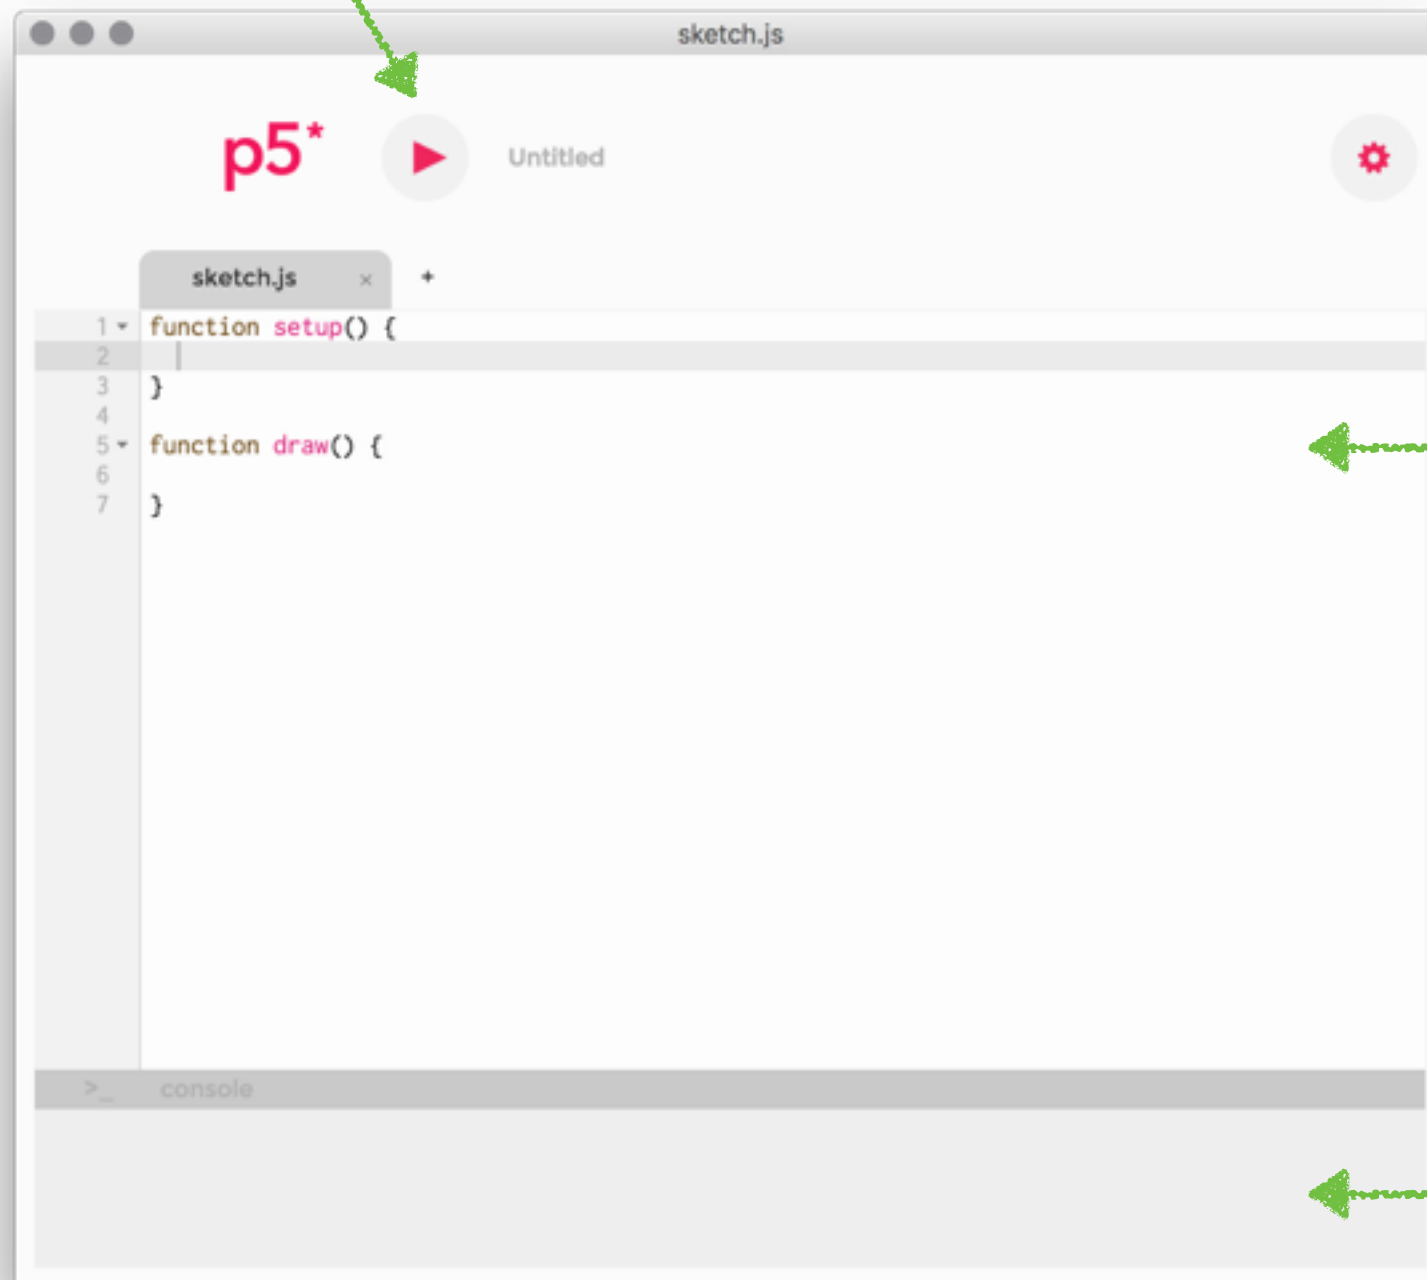 sketch.js
p5* Untitled
sketch.js × +
1 function setup() {
2
3 }
4
5 function draw() {
6
7 }
>_ console